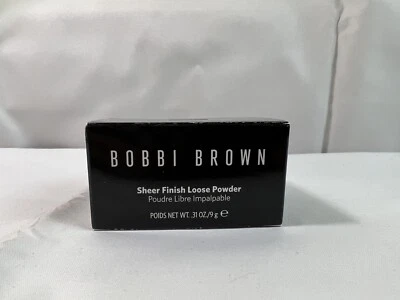 BOBBI BROWN
Sheer Finish Loose Powder
Poudre Libre Impalpable
POIDS NET WT. .31 OZ./9 g ℮